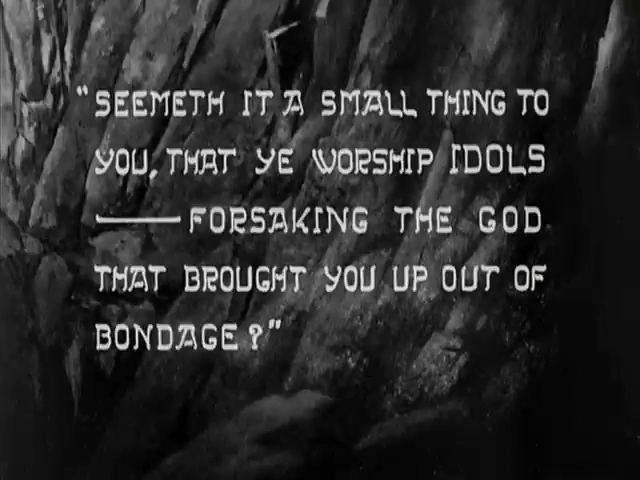 "SEEMETH IT A SMALL THING TO
YOU, THAT YE WORSHIP IDOLS
—FORSAKING THE GOD
THAT BROUGHT YOU UP OUT OF
BONDAGE?"